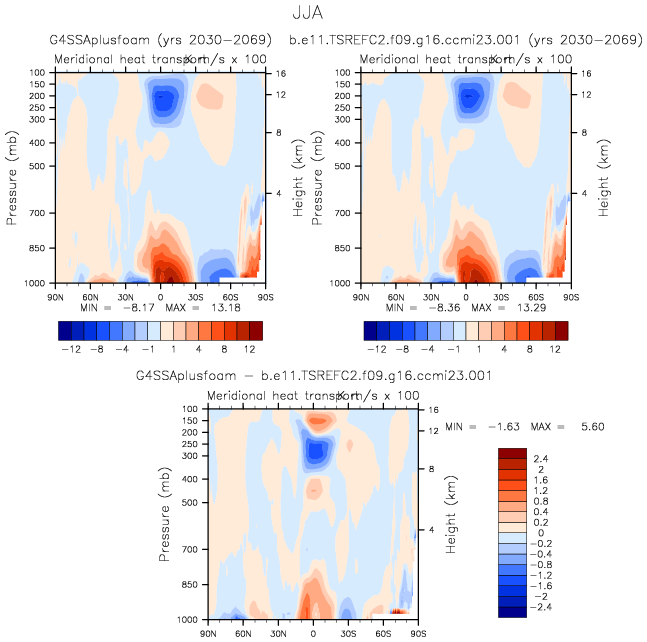 JJA
G4SSAplusfoam (yrs 2030-2069)
Meridional heat transport K m/s x 100
100
150
200
250
300
400
500
700
850
1000
Pressure (mb)
16
12
8
4
Height (km)
90N 60N 30N 0 30S 60S 90S
MIN = -8.17 MAX = 13.18
-12 -8 -4 -1 1 4 8 12
b.e11.TSREFC2.f09.g16.ccmi23.001 (yrs 2030-2069)
Meridional heat transport K m/s x 100
100
150
200
250
300
400
500
700
850
1000
Pressure (mb)
16
12
8
4
Height (km)
90N 60N 30N 0 30S 60S 90S
MIN = -8.36 MAX = 13.29
-12 -8 -4 -1 1 4 8 12
G4SSAplusfoam - b.e11.TSREFC2.f09.g16.ccmi23.001
Meridional heat transport K m/s x 100
100
150
200
250
300
400
500
700
850
1000
Pressure (mb)
16
12
8
4
Height (km)
90N 60N 30N 0 30S 60S 90S
MIN = -1.63 MAX = 5.60
2.4
2
1.6
1.2
0.8
0.4
0.2
0
-0.2
-0.4
-0.8
-1.2
-1.6
-2
-2.4